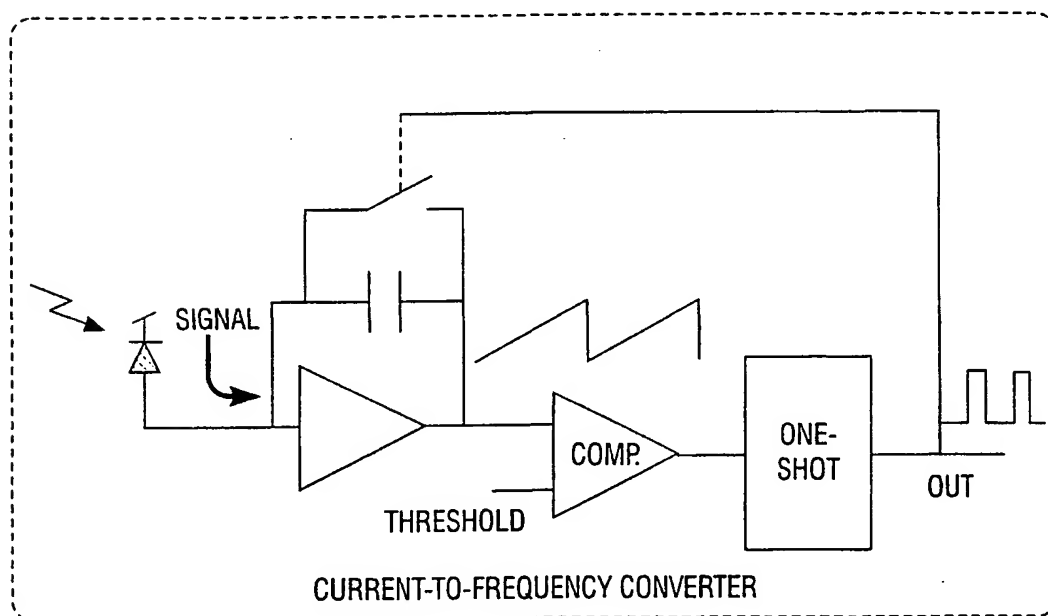 SIGNAL
COMP.
THRESHOLD
ONE-
SHOT
OUT
CURRENT-TO-FREQUENCY CONVERTER